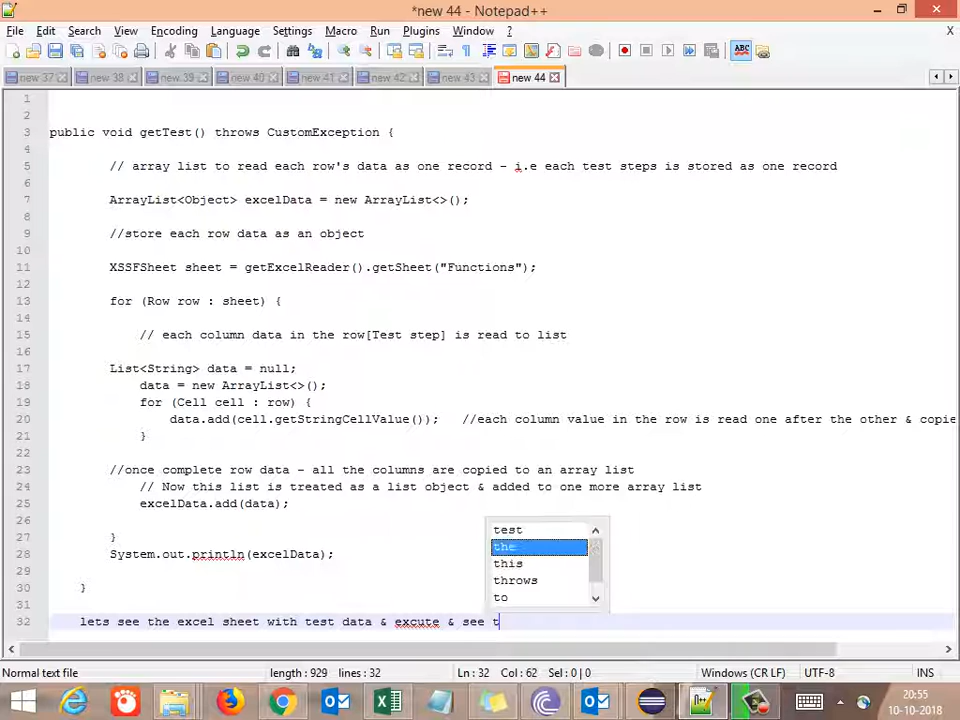 *new 44 - Notepad++
File Edit Search View Encoding Language Settings Macro Run Plugins Window ? X
new 37 new 38 new 39 new 40 new 41 new 42 new 43 new 44
1
2
3 public void getTest() throws CustomException {
4
5 // array list to read each row's data as one record - i.e each test steps is stored as one record
6
7 ArrayList<Object> excelData = new ArrayList<>();
8
9 //store each row data as an object
10
11 XSSFSheet sheet = getExcelReader().getSheet("Functions");
12
13 for (Row row : sheet) {
14
15 // each column data in the row[Test step] is read to list
16
17 List<String> data = null;
18 data = new ArrayList<>();
19 for (Cell cell : row) {
20 data.add(cell.getStringCellValue()); //each column value in the row is read one after the other & copie
21 }
22
23 //once complete row data - all the columns are copied to an array list
24 // Now this list is treated as a list object & added to one more array list
25 excelData.add(data);
26
27 }
28 System.out.println(excelData);
29
30 }
31
32 lets see the excel sheet with test data & excute & see t
test
the
this
throws
to
Normal text file length : 929 lines : 32 Ln : 32 Col : 62 Sel : 0 | 0 Windows (CR LF) UTF-8 INS
20:55
10-10-2018